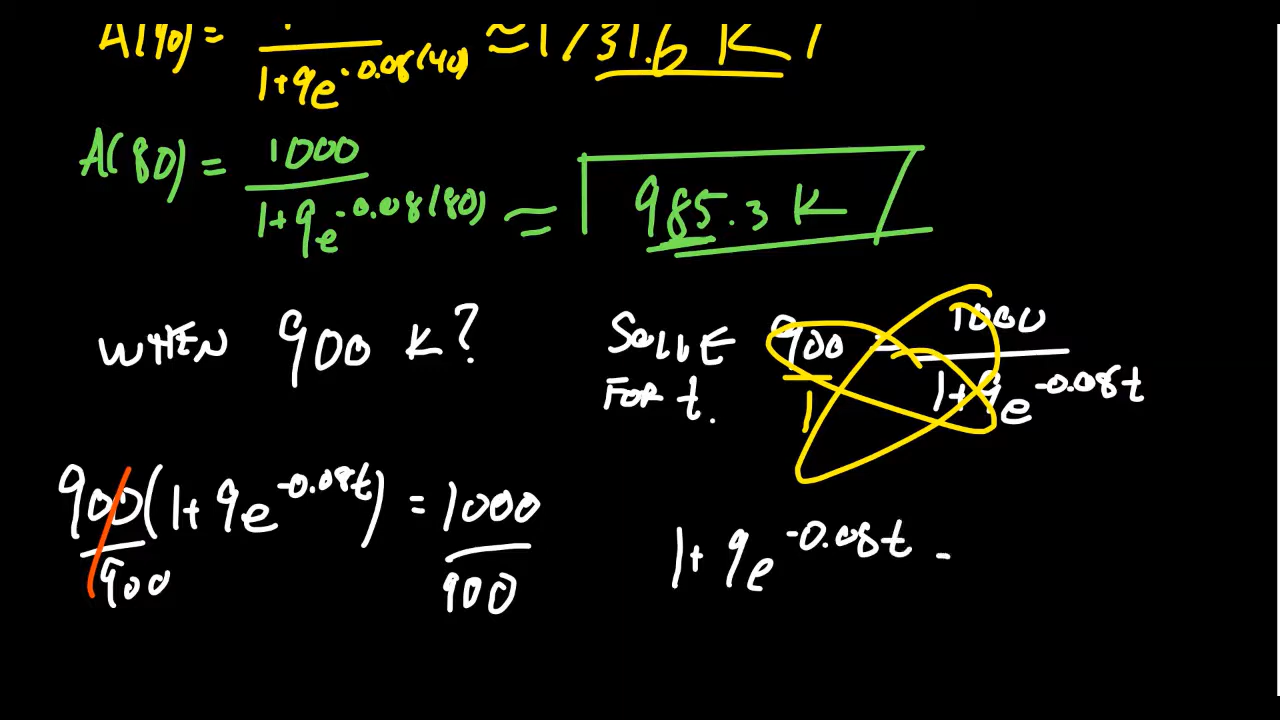 A(40) = 1+9e^-0.08(40) ≈ 731.6 K
A(80) = 1000 / 1+9e^-0.08(80) ≈ 985.3 K
WHEN 900 K?
SOLVE FOR t.
900 / 1 = 1000 / 1+9e^-0.08t
900(1+9e^-0.08t) / 900 = 1000 / 900
1+9e^-0.08t -